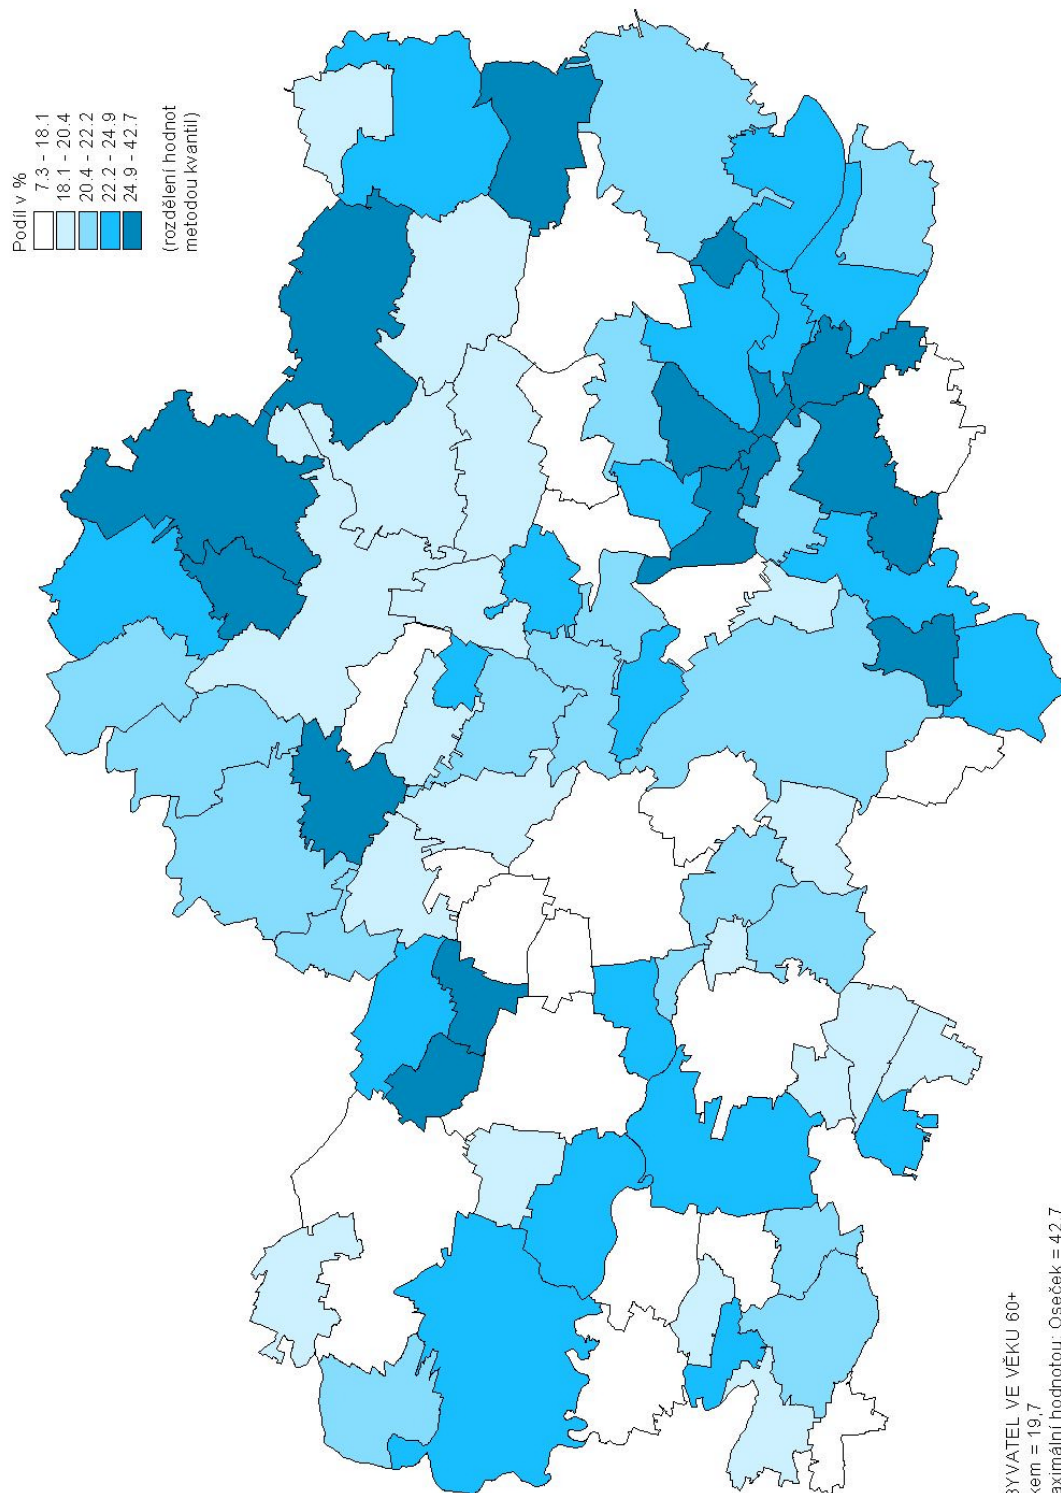 Podíl v %
7.3 - 18.1
18.1 - 20.4
20.4 - 22.2
22.2 - 24.9
24.9 - 42.7
(rozdělení hodnot
metodou kvantil)
BYVATEL VE VĚKU 60+
kem = 19,7
aximální hodnotou: Oseček = 42,7